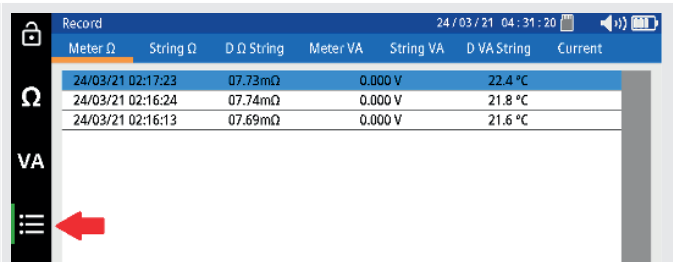 Record 24/03/21 04:31:20
Meter Ω String Ω D Ω String Meter VA String VA D VA String Current
24/03/21 02:17:23 07.73mΩ 0.000 V 22.4 ℃
24/03/21 02:16:24 07.74mΩ 0.000 V 21.8 ℃
24/03/21 02:16:13 07.69mΩ 0.000 V 21.6 ℃
Ω
VA